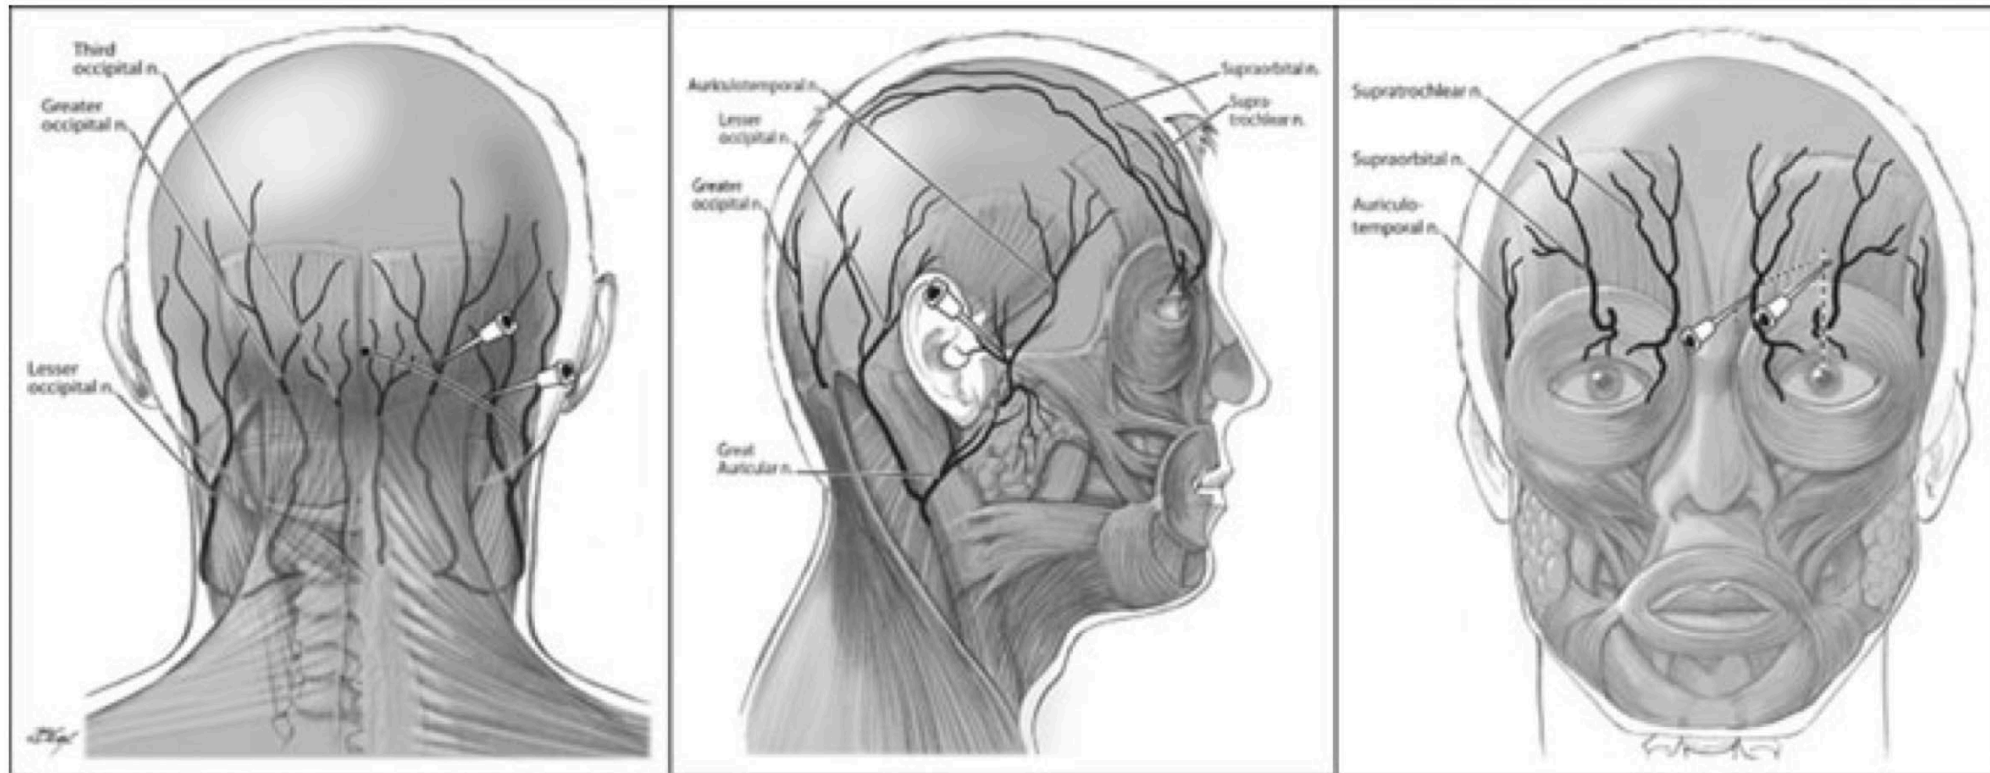 Third
occipital n.
Greater
occipital n.
Lesser
occipital n.
Auriculotemporal n.
Lesser
occipital n.
Greater
occipital n.
Great
Auricular n.
Supraorbital n.
Supra-
trochlear n.
Supratrochlear n.
Supraorbital n.
Auriculo-
temporal n.